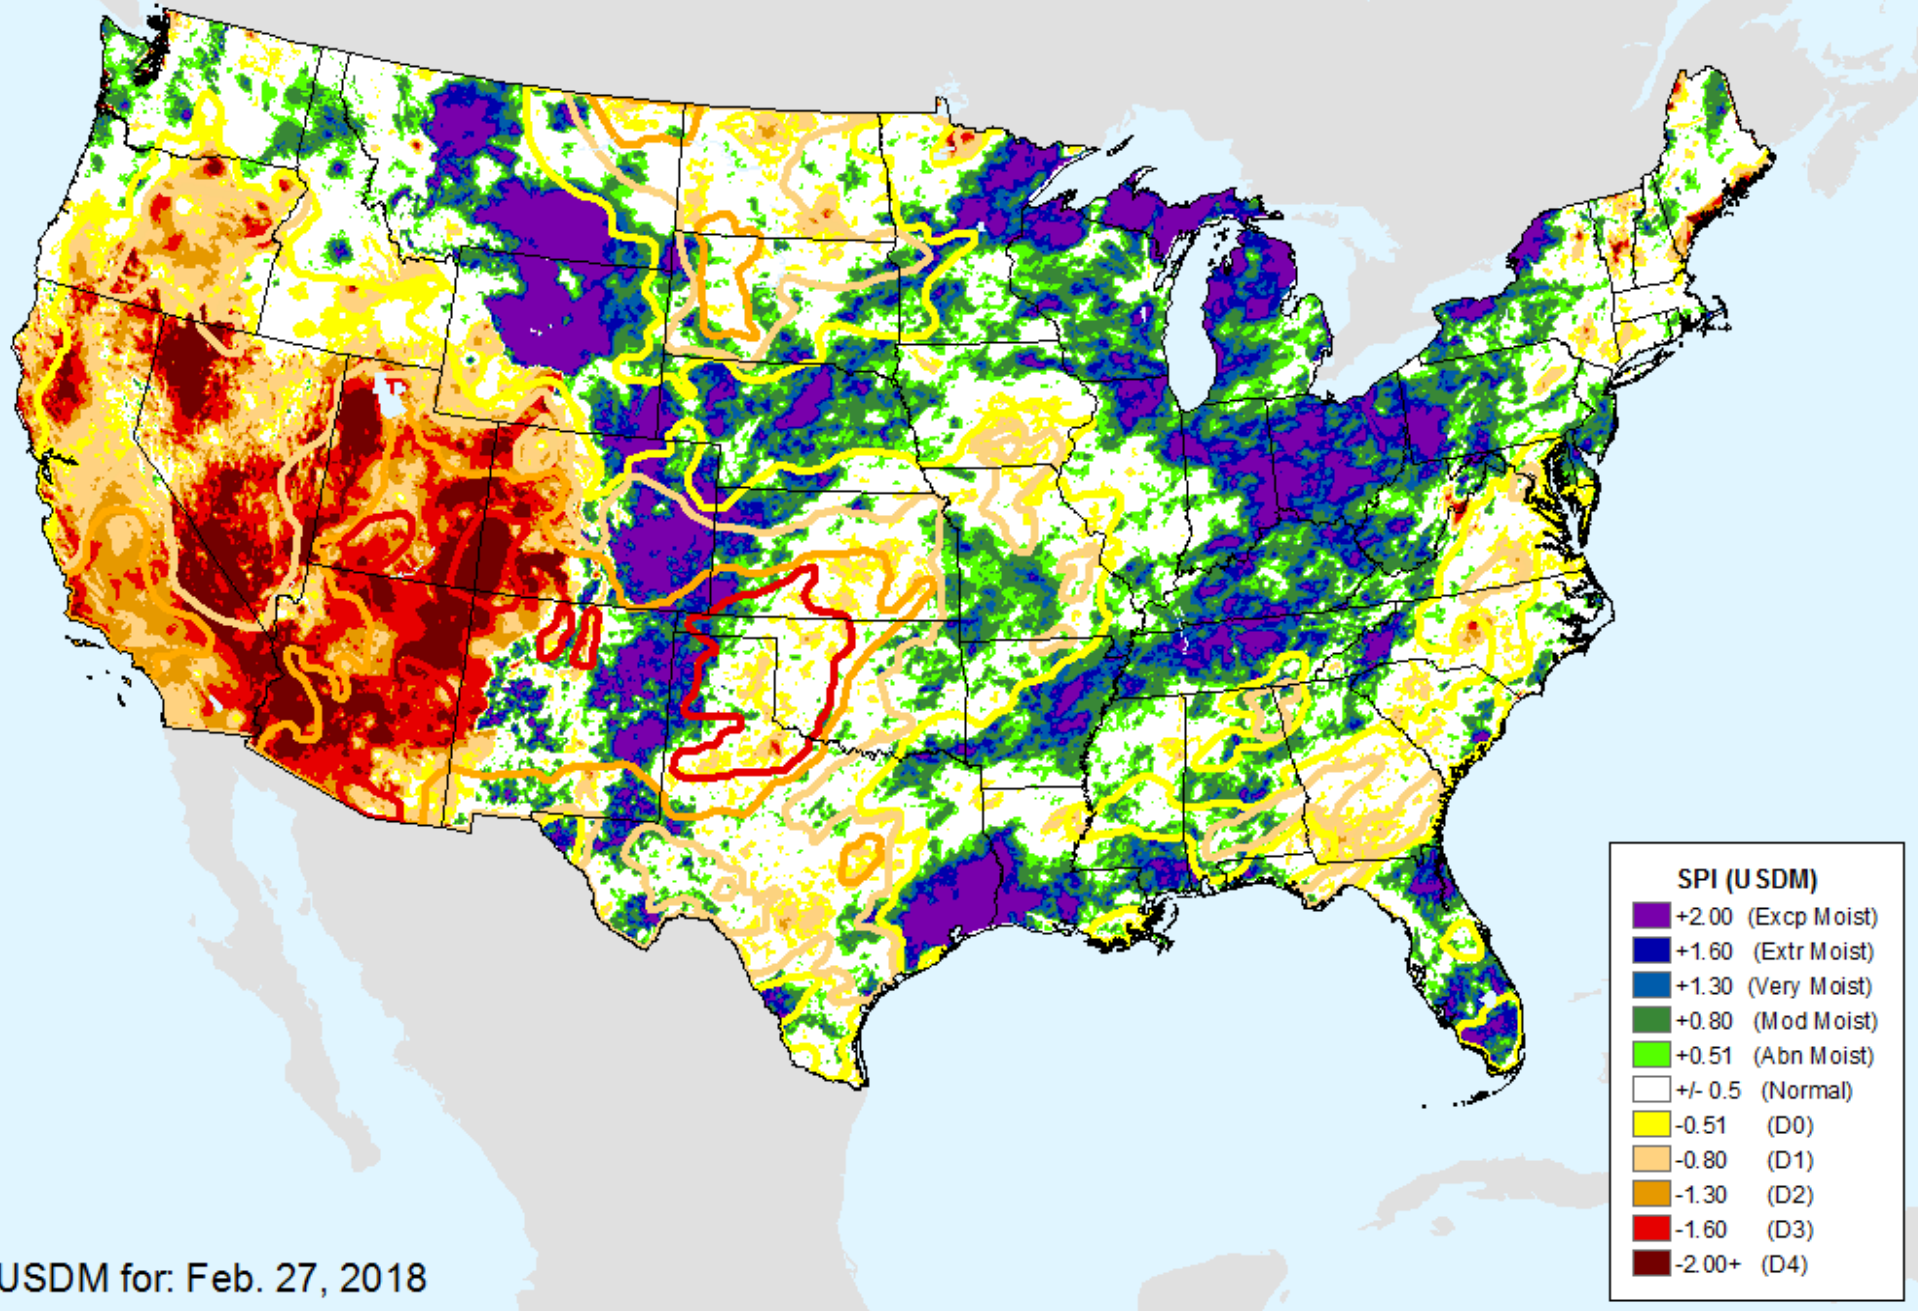 SPI (USDM)
+2.00 (Excp Moist)
+1.60 (Extr Moist)
+1.30 (Very Moist)
+0.80 (Mod Moist)
+0.51 (Abn Moist)
+/- 0.5 (Normal)
-0.51 (D0)
-0.80 (D1)
-1.30 (D2)
-1.60 (D3)
-2.00+ (D4)
USDM for: Feb. 27, 2018